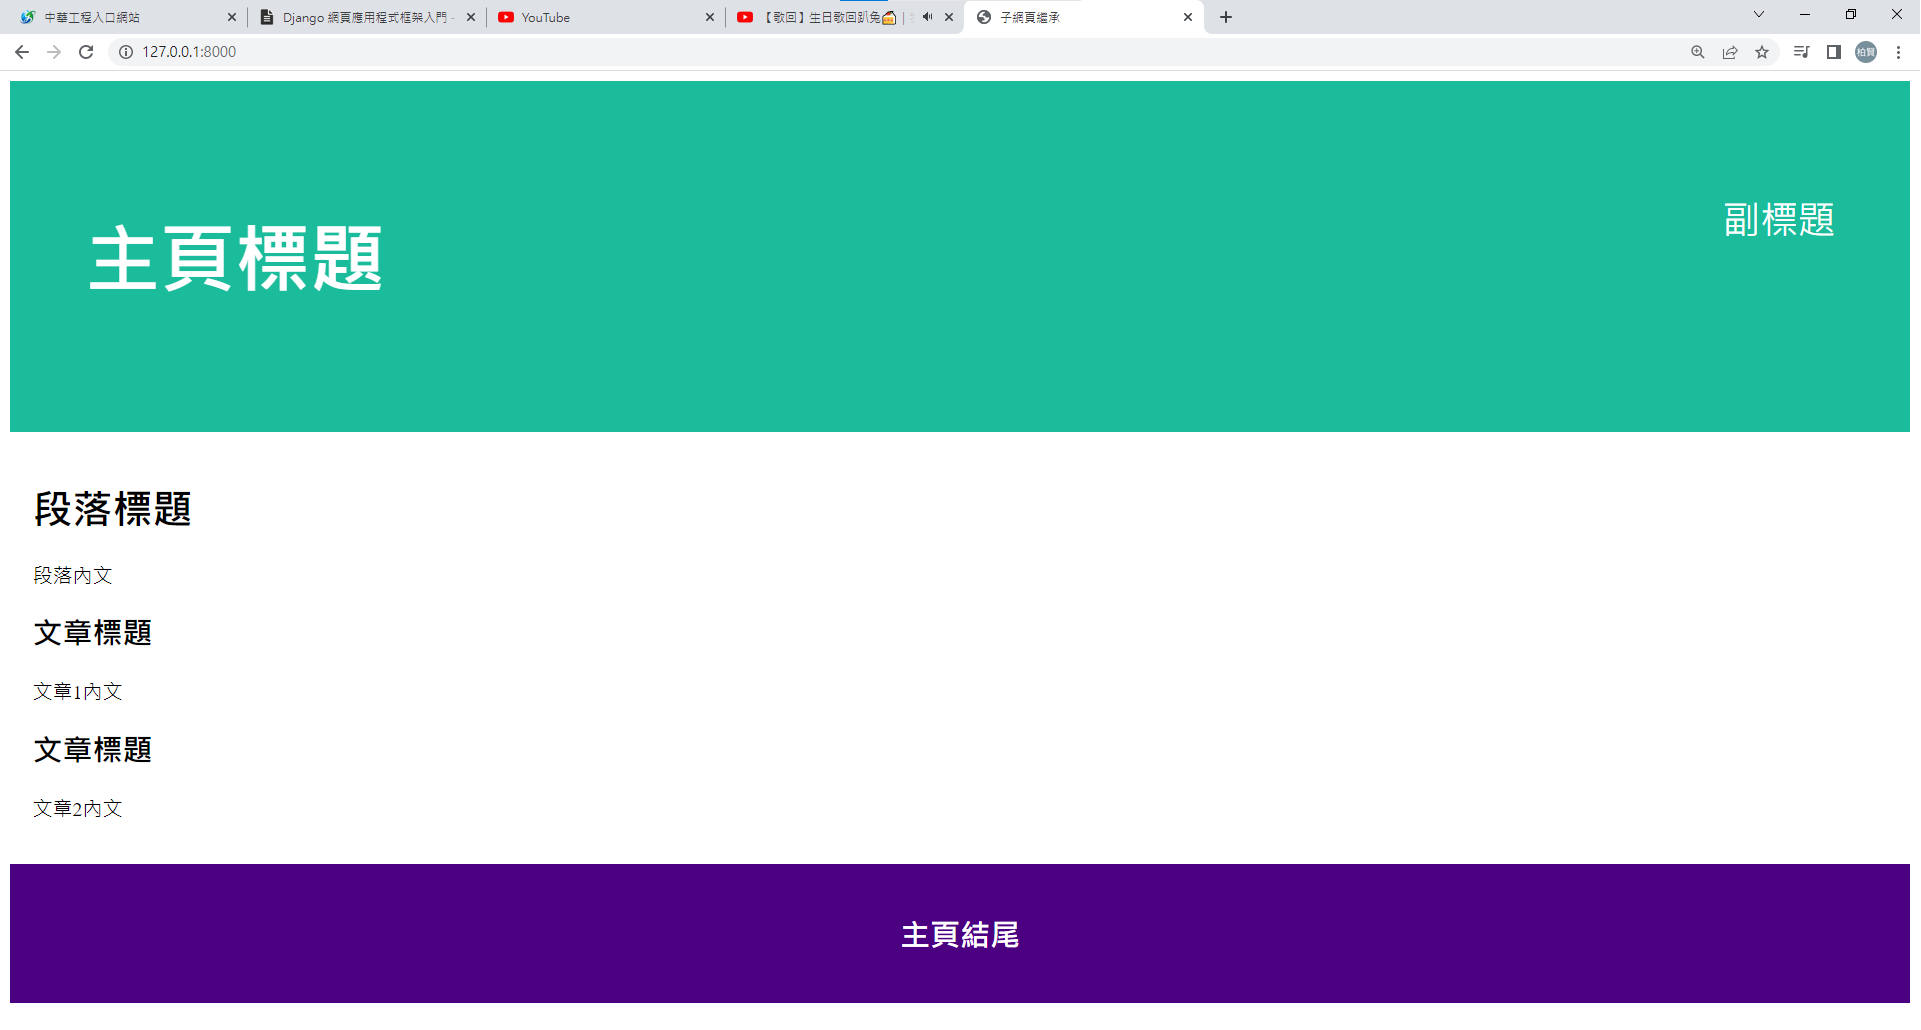 中華工程入口網站
Django 網頁應用程式框架入門 -
YouTube
【歌回】生日歌回趴兔🍰 |
子網頁繼承
127.0.0.1:8000
柏賢
主頁標題
副標題
段落標題
段落內文
文章標題
文章1內文
文章標題
文章2內文
主頁結尾